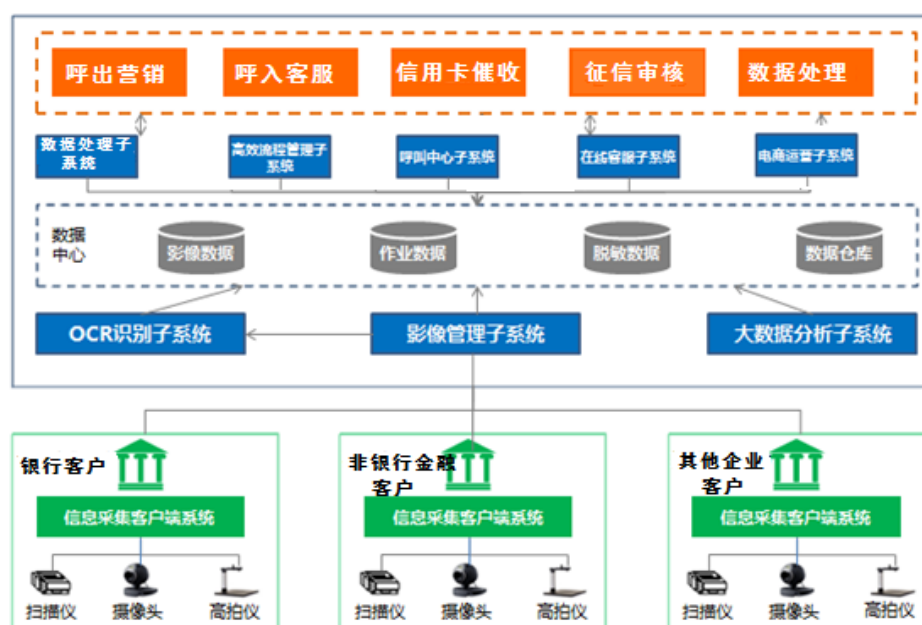 呼出营销
呼入客服
信用卡催收
征信审核
数据处理
数据处理子
系统
高效流程管理子
系统
呼叫中心子系统
在线客服子系统
电商运营子系统
数据
中心
影像数据
作业数据
脱敏数据
数据仓库
OCR识别子系统
影像管理子系统
大数据分析子系统
银行客户
非银行金融
客户
其他企业
客户
信息采集客户端系统
信息采集客户端系统
信息采集客户端系统
扫描仪
摄像头
高拍仪
扫描仪
摄像头
高拍仪
扫描仪
摄像头
高拍仪